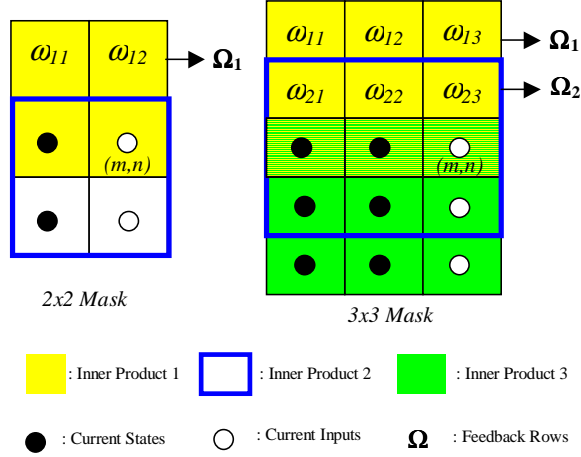 ω11 ω12 Ω1
(m,n)
2x2 Mask
ω11 ω12 ω13 Ω1
ω21 ω22 ω23 Ω2
(m,n)
3x3 Mask
: Inner Product 1 : Inner Product 2 : Inner Product 3
: Current States : Current Inputs Ω : Feedback Rows